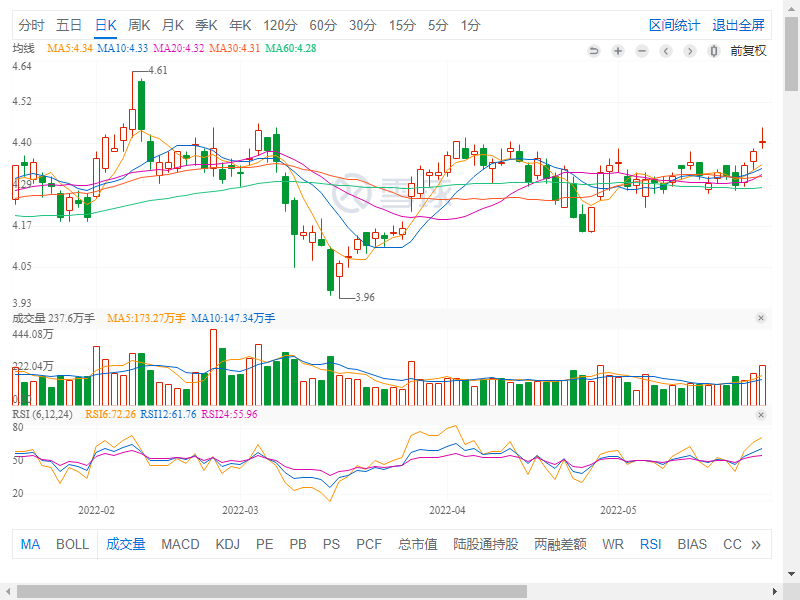 分时 五日 日K 周K 月K 季K 年K 120分 60分 30分 15分 5分 1分 区间统计 退出全屏
均线 MA5:4.34 MA10:4.33 MA20:4.32 MA30:4.31 MA60:4.28 前复权
4.64
4.61
4.52
4.40
4.29
雪球
4.17
4.05
3.96
3.93
成交量 237.6万手 MA5:173.27万手 MA10:147.34万手
444.08万
222.04万
RSI (6,12,24) RSI6:72.26 RSI12:61.76 RSI24:55.96
80
50
20
2022-02 2022-03 2022-04 2022-05
MA BOLL 成交量 MACD KDJ PE PB PS PCF 总市值 陆股通持股 两融差额 WR RSI BIAS CC »